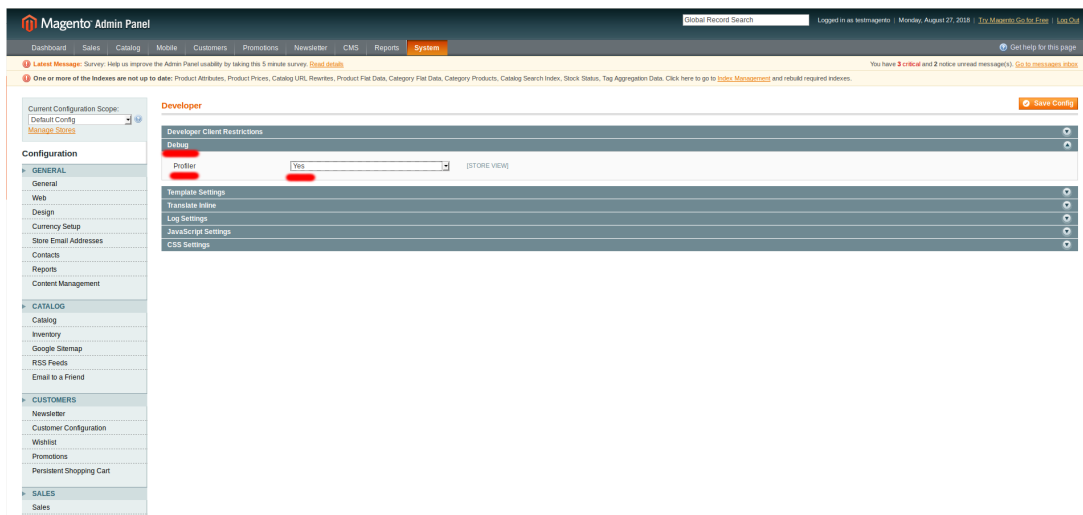 Magento Admin Panel
Global Record Search
Logged in as testmagento | Monday, August 27, 2018 | Try Magento Go for Free | Log Out
Dashboard Sales Catalog Mobile Customers Promotions Newsletter CMS Reports System
Get help for this page
Latest Message: Survey: Help us improve the Admin Panel usability by taking this 5 minute survey. Read details
You have 3 critical and 2 notice unread message(s). Go to messages inbox
One or more of the Indexes are not up to date: Product Attributes, Product Prices, Catalog URL Rewrites, Product Flat Data, Category Flat Data, Category Products, Catalog Search Index, Stock Status, Tag Aggregation Data. Click here to go to Index Management and rebuild required indexes.
Current Configuration Scope:
Default Config
Manage Stores
Configuration
GENERAL
General
Web
Design
Currency Setup
Store Email Addresses
Contacts
Reports
Content Management
CATALOG
Catalog
Inventory
Google Sitemap
RSS Feeds
Email to a Friend
CUSTOMERS
Newsletter
Customer Configuration
Wishlist
Promotions
Persistent Shopping Cart
SALES
Sales
Developer
Save Config
Developer Client Restrictions
Debug
Profiler Yes [STORE VIEW]
Template Settings
Translate Inline
Log Settings
JavaScript Settings
CSS Settings